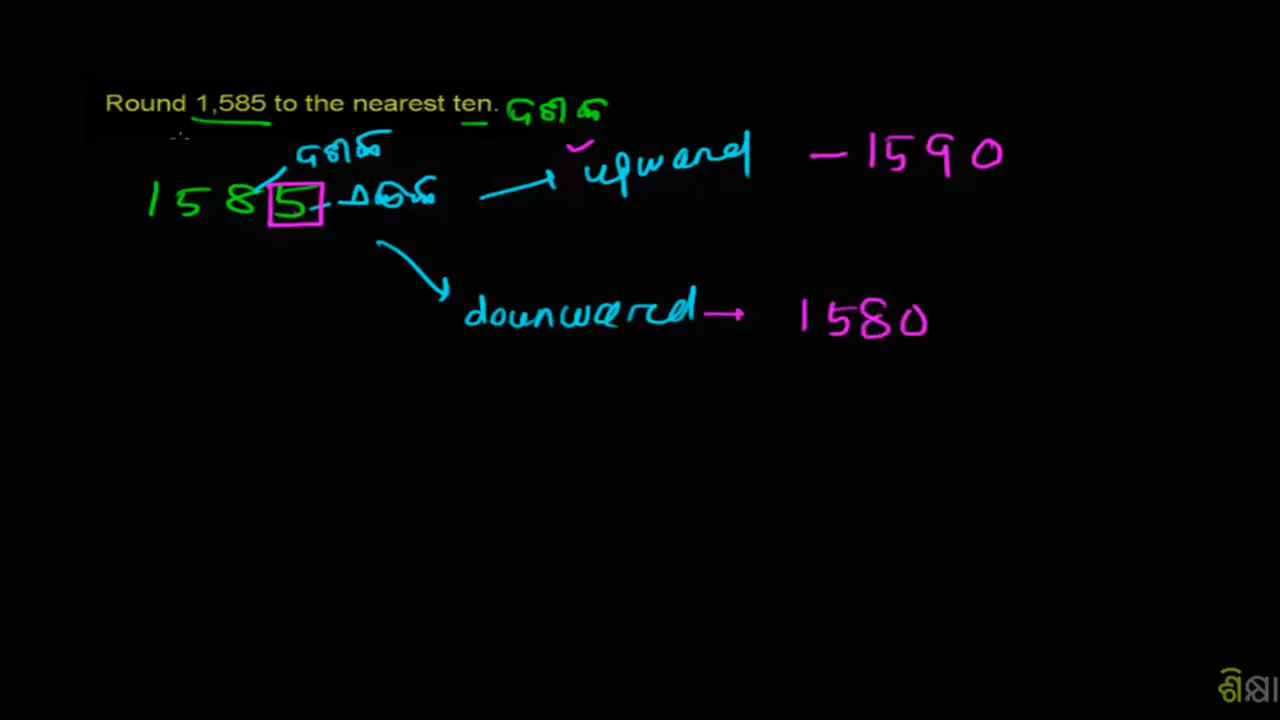 Round 1,585 to the nearest ten. ଦଶକ
ଦଶକ
1585 - ଏକକ → upward - 1590
downward → 1580
ଶିକ୍ଷା